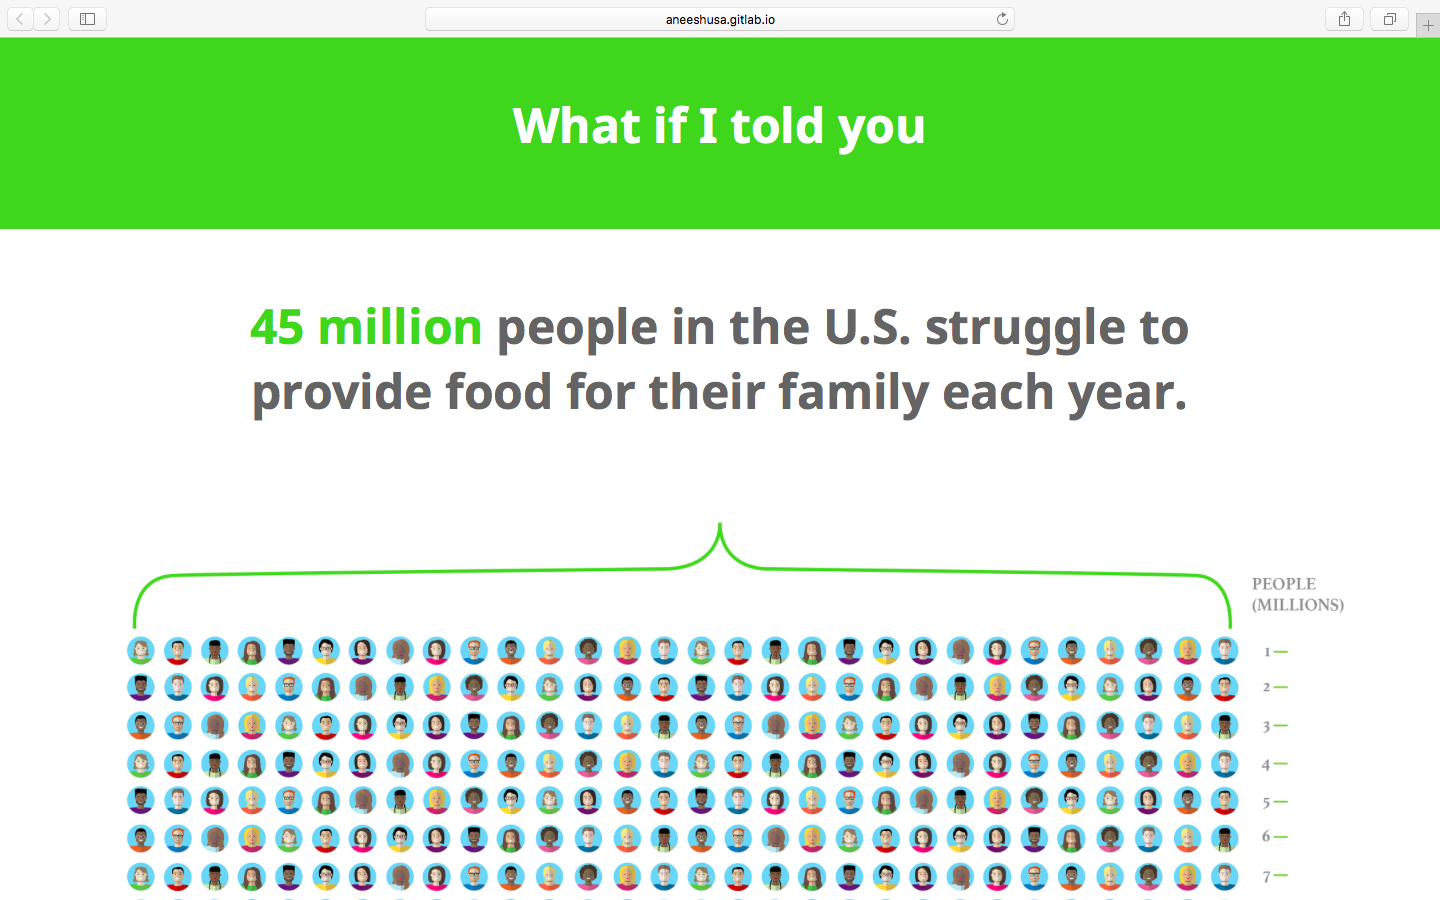 aneeshusa.gitlab.io
What if I told you
45 million people in the U.S. struggle to
provide food for their family each year.
PEOPLE
(MILLIONS)
1
2
3
4
5
6
7